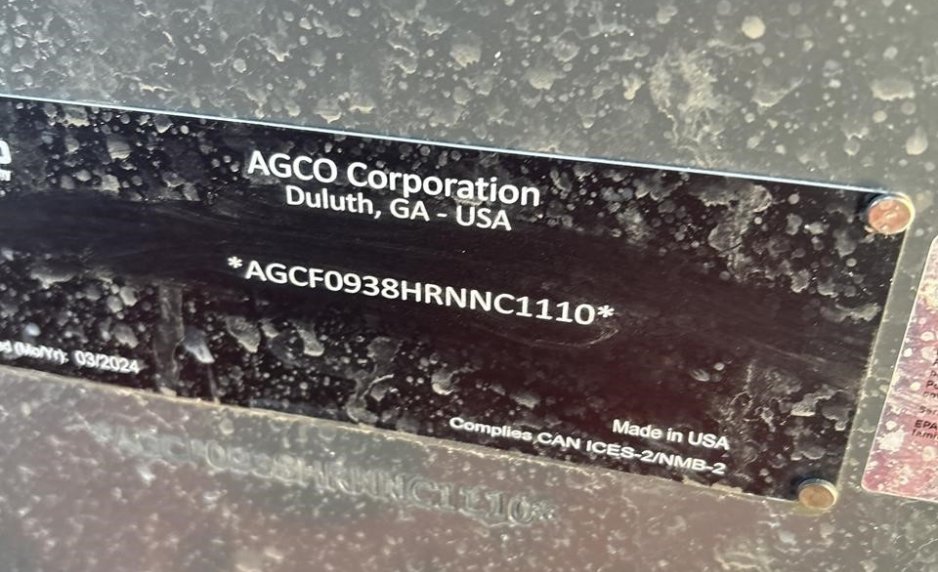 AGCO Corporation
Duluth, GA - USA
*AGCF0938HRNNC1110*
(Mo/Yr): 03/2024
Made in USA
Complies CAN ICES-2/NMB-2
EPA